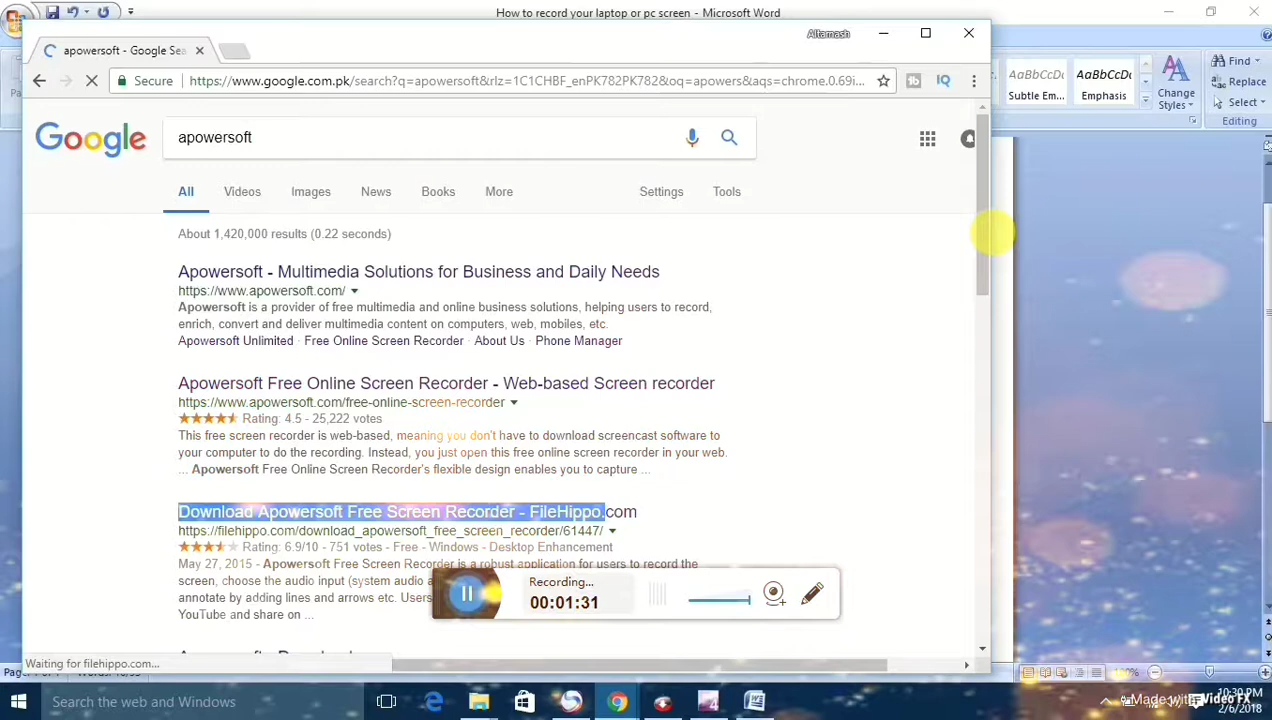 How to record your laptop or pc screen - Microsoft Word
Altamash
apowersoft - Google Sea
Secure https://www.google.com.pk/search?q=apowersoft&rlz=1C1CHBF_enPK782PK782&oq=apowers&aqs=chrome.0.69i...
AaBbCcDc AaBbCcDc
Subtle Em... Emphasis
Change
Styles
Find
Replace
Select
Editing
Google
apowersoft
All Videos Images News Books More Settings Tools
About 1,420,000 results (0.22 seconds)
Apowersoft - Multimedia Solutions for Business and Daily Needs
https://www.apowersoft.com/
Apowersoft is a provider of free multimedia and online business solutions, helping users to record,
enrich, convert and deliver multimedia content on computers, web, mobiles, etc.
Apowersoft Unlimited · Free Online Screen Recorder · About Us · Phone Manager
Apowersoft Free Online Screen Recorder - Web-based Screen recorder
https://www.apowersoft.com/free-online-screen-recorder
Rating: 4.5 - 25,222 votes
This free screen recorder is web-based, meaning you don't have to download screencast software to
your computer to do the recording. Instead, you just open this free online screen recorder in your web.
... Apowersoft Free Online Screen Recorder's flexible design enables you to capture ...
Download Apowersoft Free Screen Recorder - FileHippo.com
https://filehippo.com/download_apowersoft_free_screen_recorder/61447/
Rating: 6.9/10 - 751 votes - Free - Windows - Desktop Enhancement
May 27, 2015 - Apowersoft Free Screen Recorder is a robust application for users to record the
screen, choose the audio input (system audio a
annotate by adding lines and arrows etc. Users
YouTube and share on ...
Recording...
00:01:31
Waiting for filehippo.com...
100%
Search the web and Windows
10:30 PM
2/6/2018
Made with Video FX